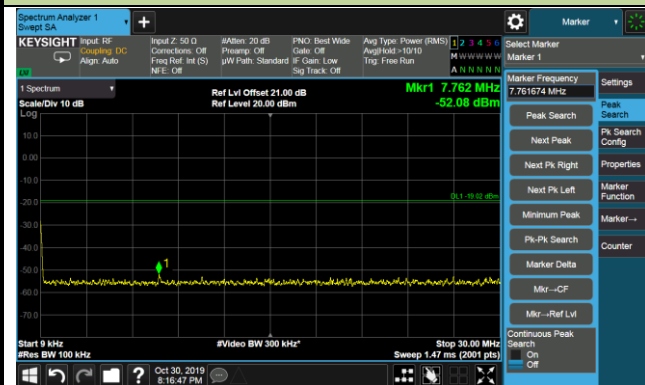 Spectrum Analyzer 1
Swept SA
+
Marker
KEYSIGHT
Input: RF
Coupling: DC
Align: Auto
Input Z: 50 Ω
Corrections: Off
Freq Ref: Int (S)
NFE: Off
#Atten: 20 dB
Preamp: Off
µW Path: Standard
PNO: Best Wide
Gate: Off
IF Gain: Low
Sig Track: Off
Avg Type: Power (RMS)
Avg|Hold:>10/10
Trig: Free Run
1 2 3 4 5 6
M W W W W W
A N N N N N
LV
Select Marker
Marker 1
1 Spectrum
Scale/Div 10 dB
Log
Ref Lvl Offset 21.00 dB
Ref Level 20.00 dBm
Mkr1 7.762 MHz
-52.08 dBm
10.0
0.00
-10.0
-20.0
-30.0
-40.0
-50.0
-60.0
-70.0
DL1 -19.02 dBm
1
Start 9 kHz
#Res BW 100 kHz
#Video BW 300 kHz*
Stop 30.00 MHz
Sweep 1.47 ms (2001 pts)
Marker Frequency
7.761674 MHz
Peak Search
Next Peak
Next Pk Right
Next Pk Left
Minimum Peak
Pk-Pk Search
Marker Delta
Mkr→CF
Mkr→Ref Lvl
Continuous Peak
Search
On
Off
Settings
Peak
Search
Pk Search
Config
Properties
Marker
Function
Marker→
Counter
?
Oct 30, 2019
8:16:47 PM